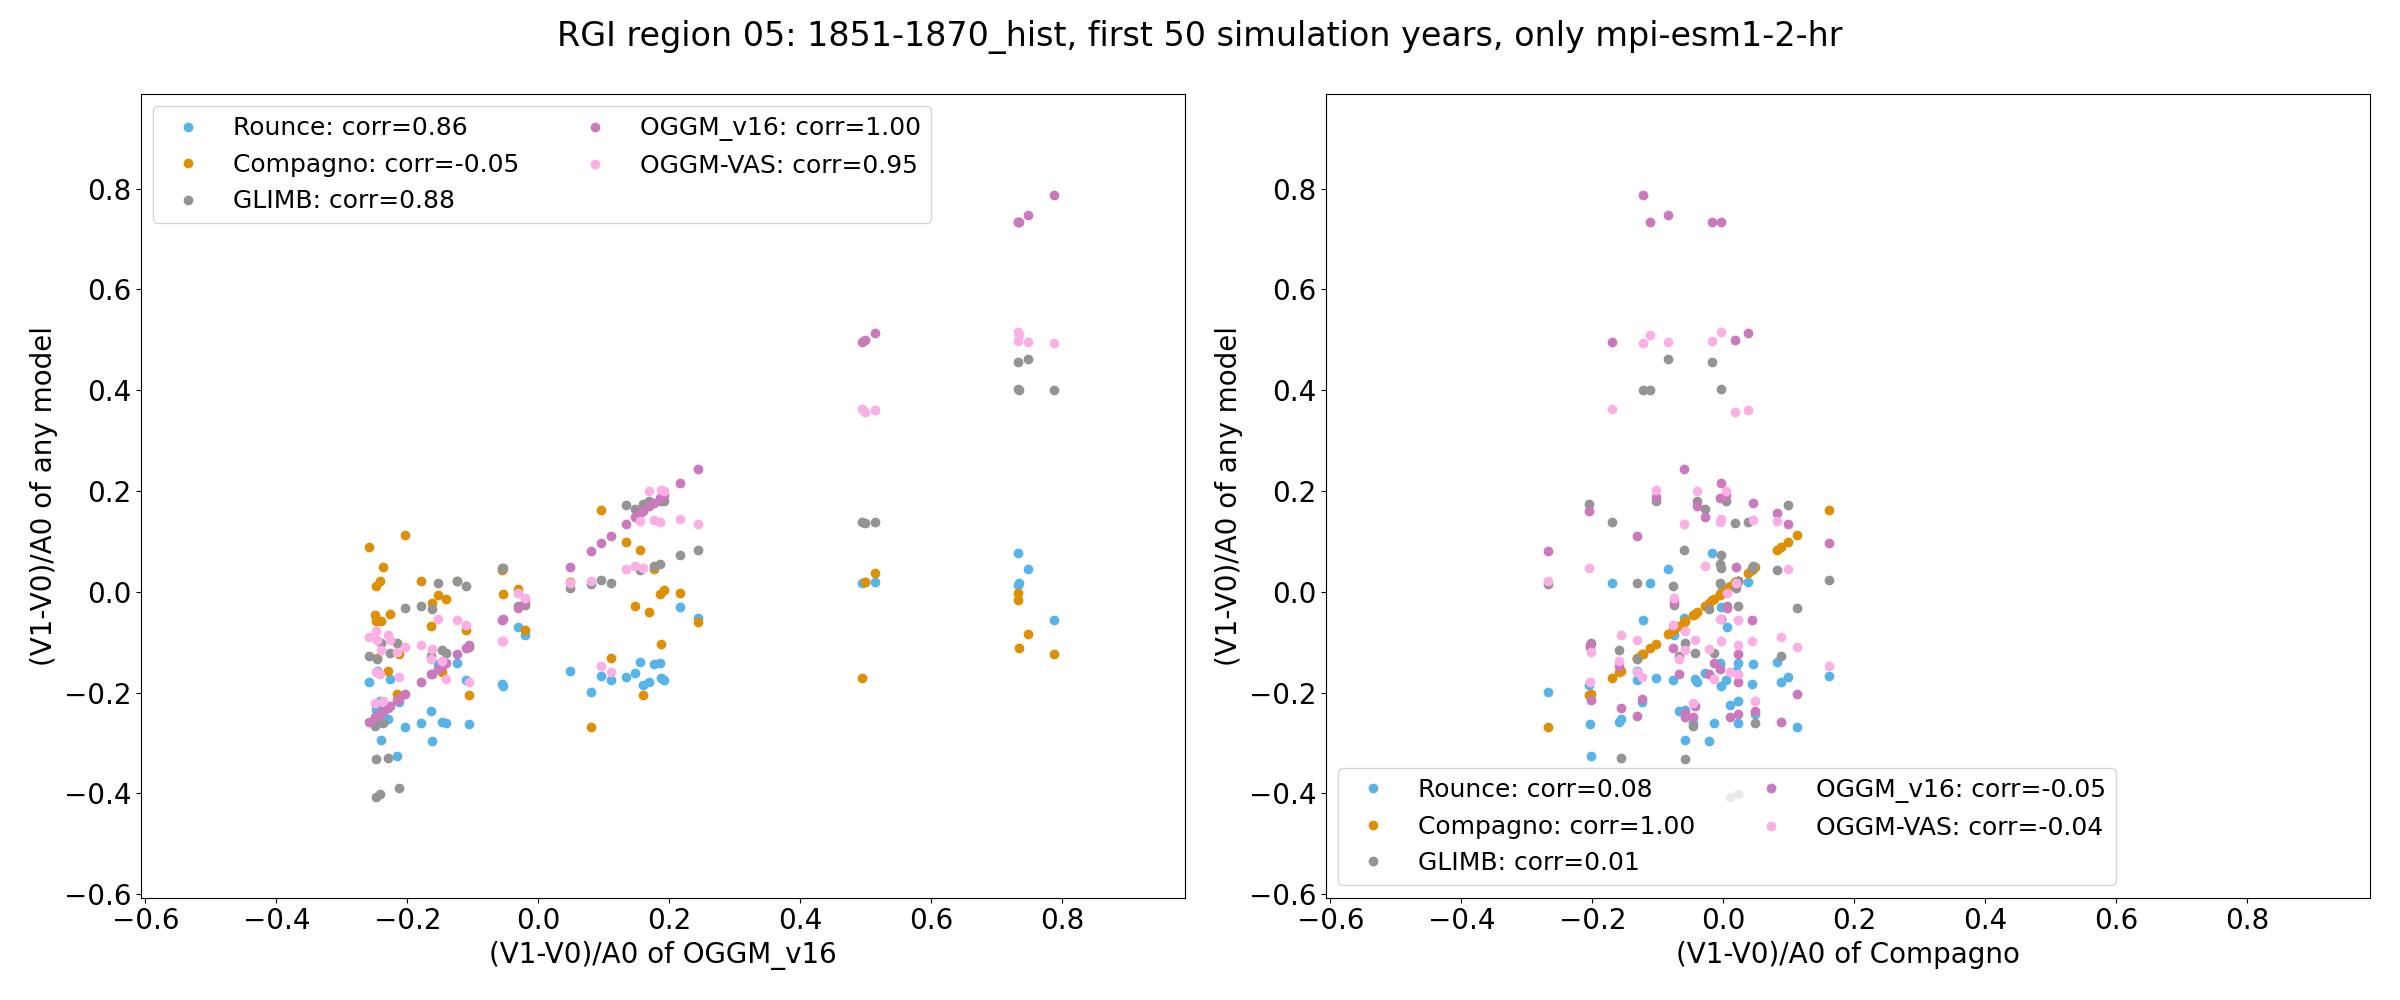 RGI region 05: 1851-1870_hist, first 50 simulation years, only mpi-esm1-2-hr
Rounce: corr=0.86
Compagno: corr=-0.05
GLIMB: corr=0.88
OGGM_v16: corr=1.00
OGGM-VAS: corr=0.95
(V1-V0)/A0 of any model
0.8
0.6
0.4
0.2
0.0
−0.2
−0.4
−0.6
−0.6 −0.4 −0.2 0.0 0.2 0.4 0.6 0.8
(V1-V0)/A0 of OGGM_v16
(V1-V0)/A0 of any model
0.8
0.6
0.4
0.2
0.0
−0.2
−0.4
−0.6
Rounce: corr=0.08
Compagno: corr=1.00
GLIMB: corr=0.01
OGGM_v16: corr=-0.05
OGGM-VAS: corr=-0.04
−0.6 −0.4 −0.2 0.0 0.2 0.4 0.6 0.8
(V1-V0)/A0 of Compagno